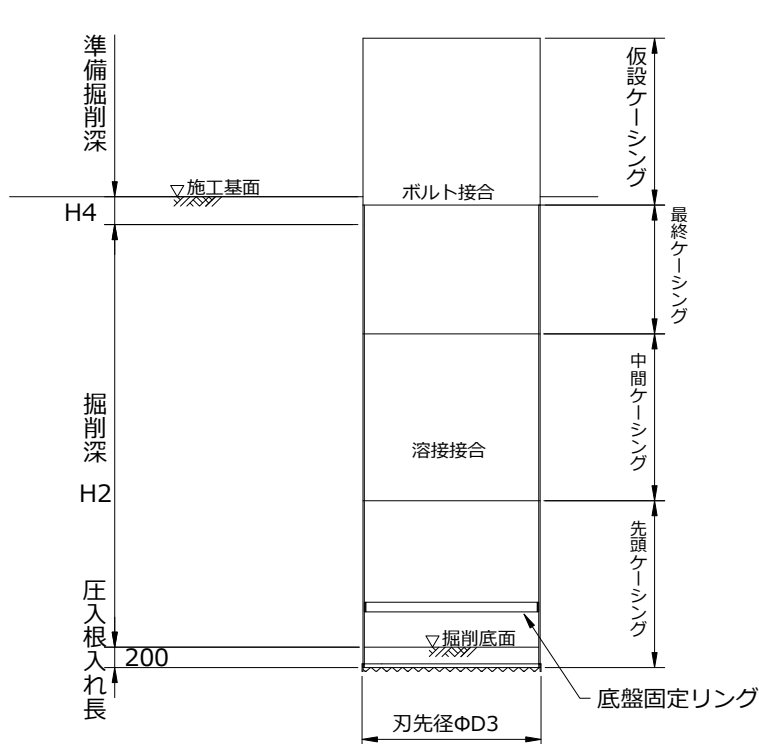 準備掘削深
仮設ケーシング
▽施工基面
ボルト接合
H4
最終ケーシング
中間ケーシング
掘削深
溶接接合
H2
先頭ケーシング
圧入根入れ長
▽掘削底面
200
底盤固定リング
刃先径ΦD3